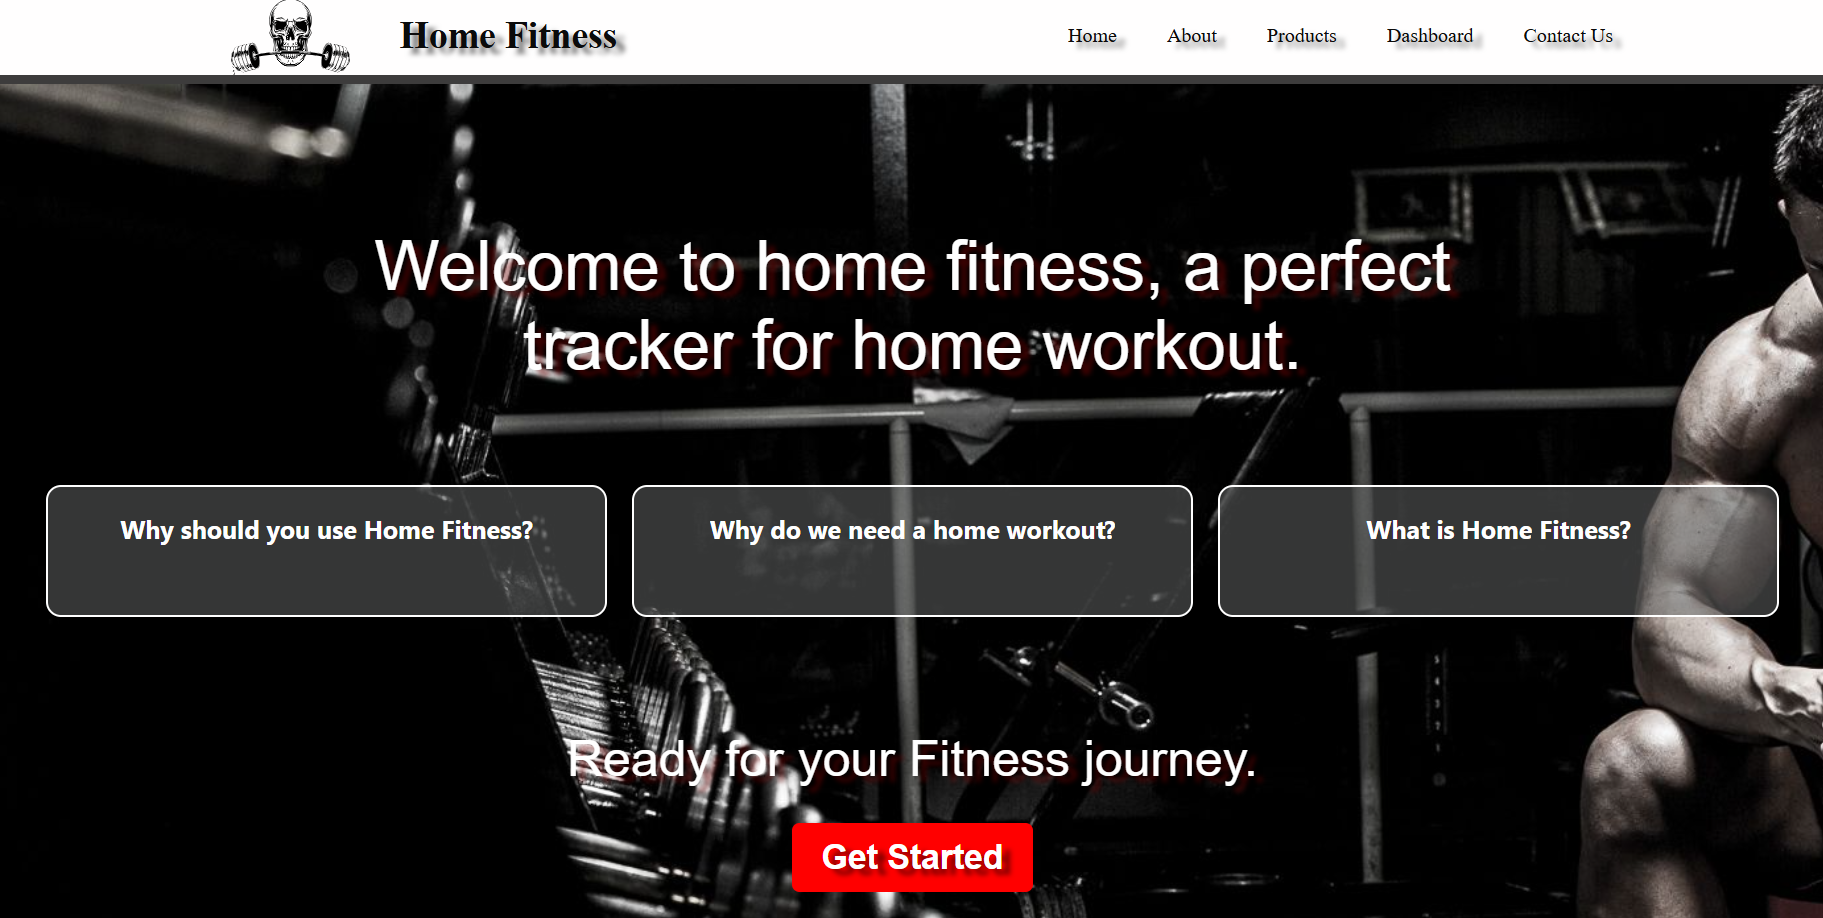 Home Fitness
Home About Products Dashboard Contact Us
Welcome to home fitness, a perfect
tracker for home workout.
Why should you use Home Fitness?
Why do we need a home workout?
What is Home Fitness?
Ready for your Fitness journey.
Get Started